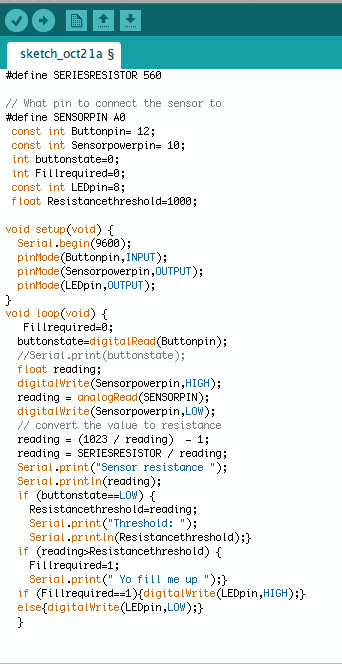 sketch_oct21a §
#define SERIESRESISTOR 560
// What pin to connect the sensor to
#define SENSORPIN A0
const int Buttonpin= 12;
const int Sensorpowerpin= 10;
int buttonstate=0;
int Fillrequired=0;
const int LEDpin=8;
float Resistancethreshold=1000;
void setup(void) {
Serial.begin(9600);
pinMode(Buttonpin,INPUT);
pinMode(Sensorpowerpin,OUTPUT);
pinMode(LEDpin,OUTPUT);
}
void loop(void) {
Fillrequired=0;
buttonstate=digitalRead(Buttonpin);
//Serial.print(buttonstate);
float reading;
digitalWrite(Sensorpowerpin,HIGH);
reading = analogRead(SENSORPIN);
digitalWrite(Sensorpowerpin,LOW);
// convert the value to resistance
reading = (1023 / reading)  - 1;
reading = SERIESRESISTOR / reading;
Serial.print("Sensor resistance ");
Serial.println(reading);
if (buttonstate==LOW) {
Resistancethreshold=reading;
Serial.print("Threshold: ");
Serial.println(Resistancethreshold);}
if (reading>Resistancethreshold) {
Fillrequired=1;
Serial.print(" Yo fill me up ");}
if (Fillrequired==1){digitalWrite(LEDpin,HIGH);}
else{digitalWrite(LEDpin,LOW);}
}